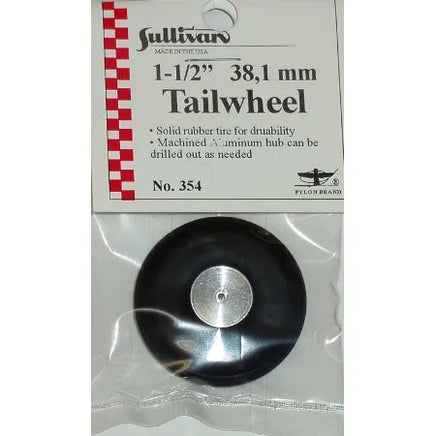 Sullivan
MADE IN THE USA
1-1/2” 38,1 mm
Tailwheel
• Solid rubber tire for druability
• Machined Aluminum hub can be
drilled out as needed
No. 354
®
PYLON BRAND